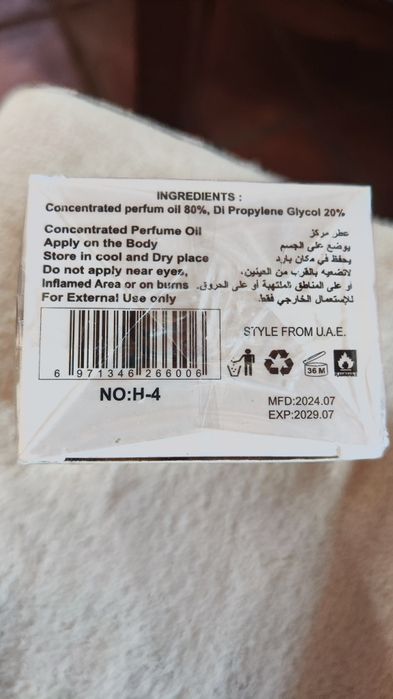 INGREDIENTS :
Concentrated perfum oil 80%, Di Propylene Glycol 20%
Concentrated Perfume Oil
Apply on the Body
Store in cool and Dry place
Do not apply near eyes,
Inflamed Area or on burns
For External Use only
عطر مركز
يوضع على الجسم
يحفظ في مكان بارد
لاتضعيه بالقرب من العينين،
او على المناطق الملتهبة أو على الحروق.
للإستعمال الخارجي فقط
STYLE FROM U.A.E.
6 971346 266006
36 M
NO:H-4
MFD:2024.07
EXP:2029.07